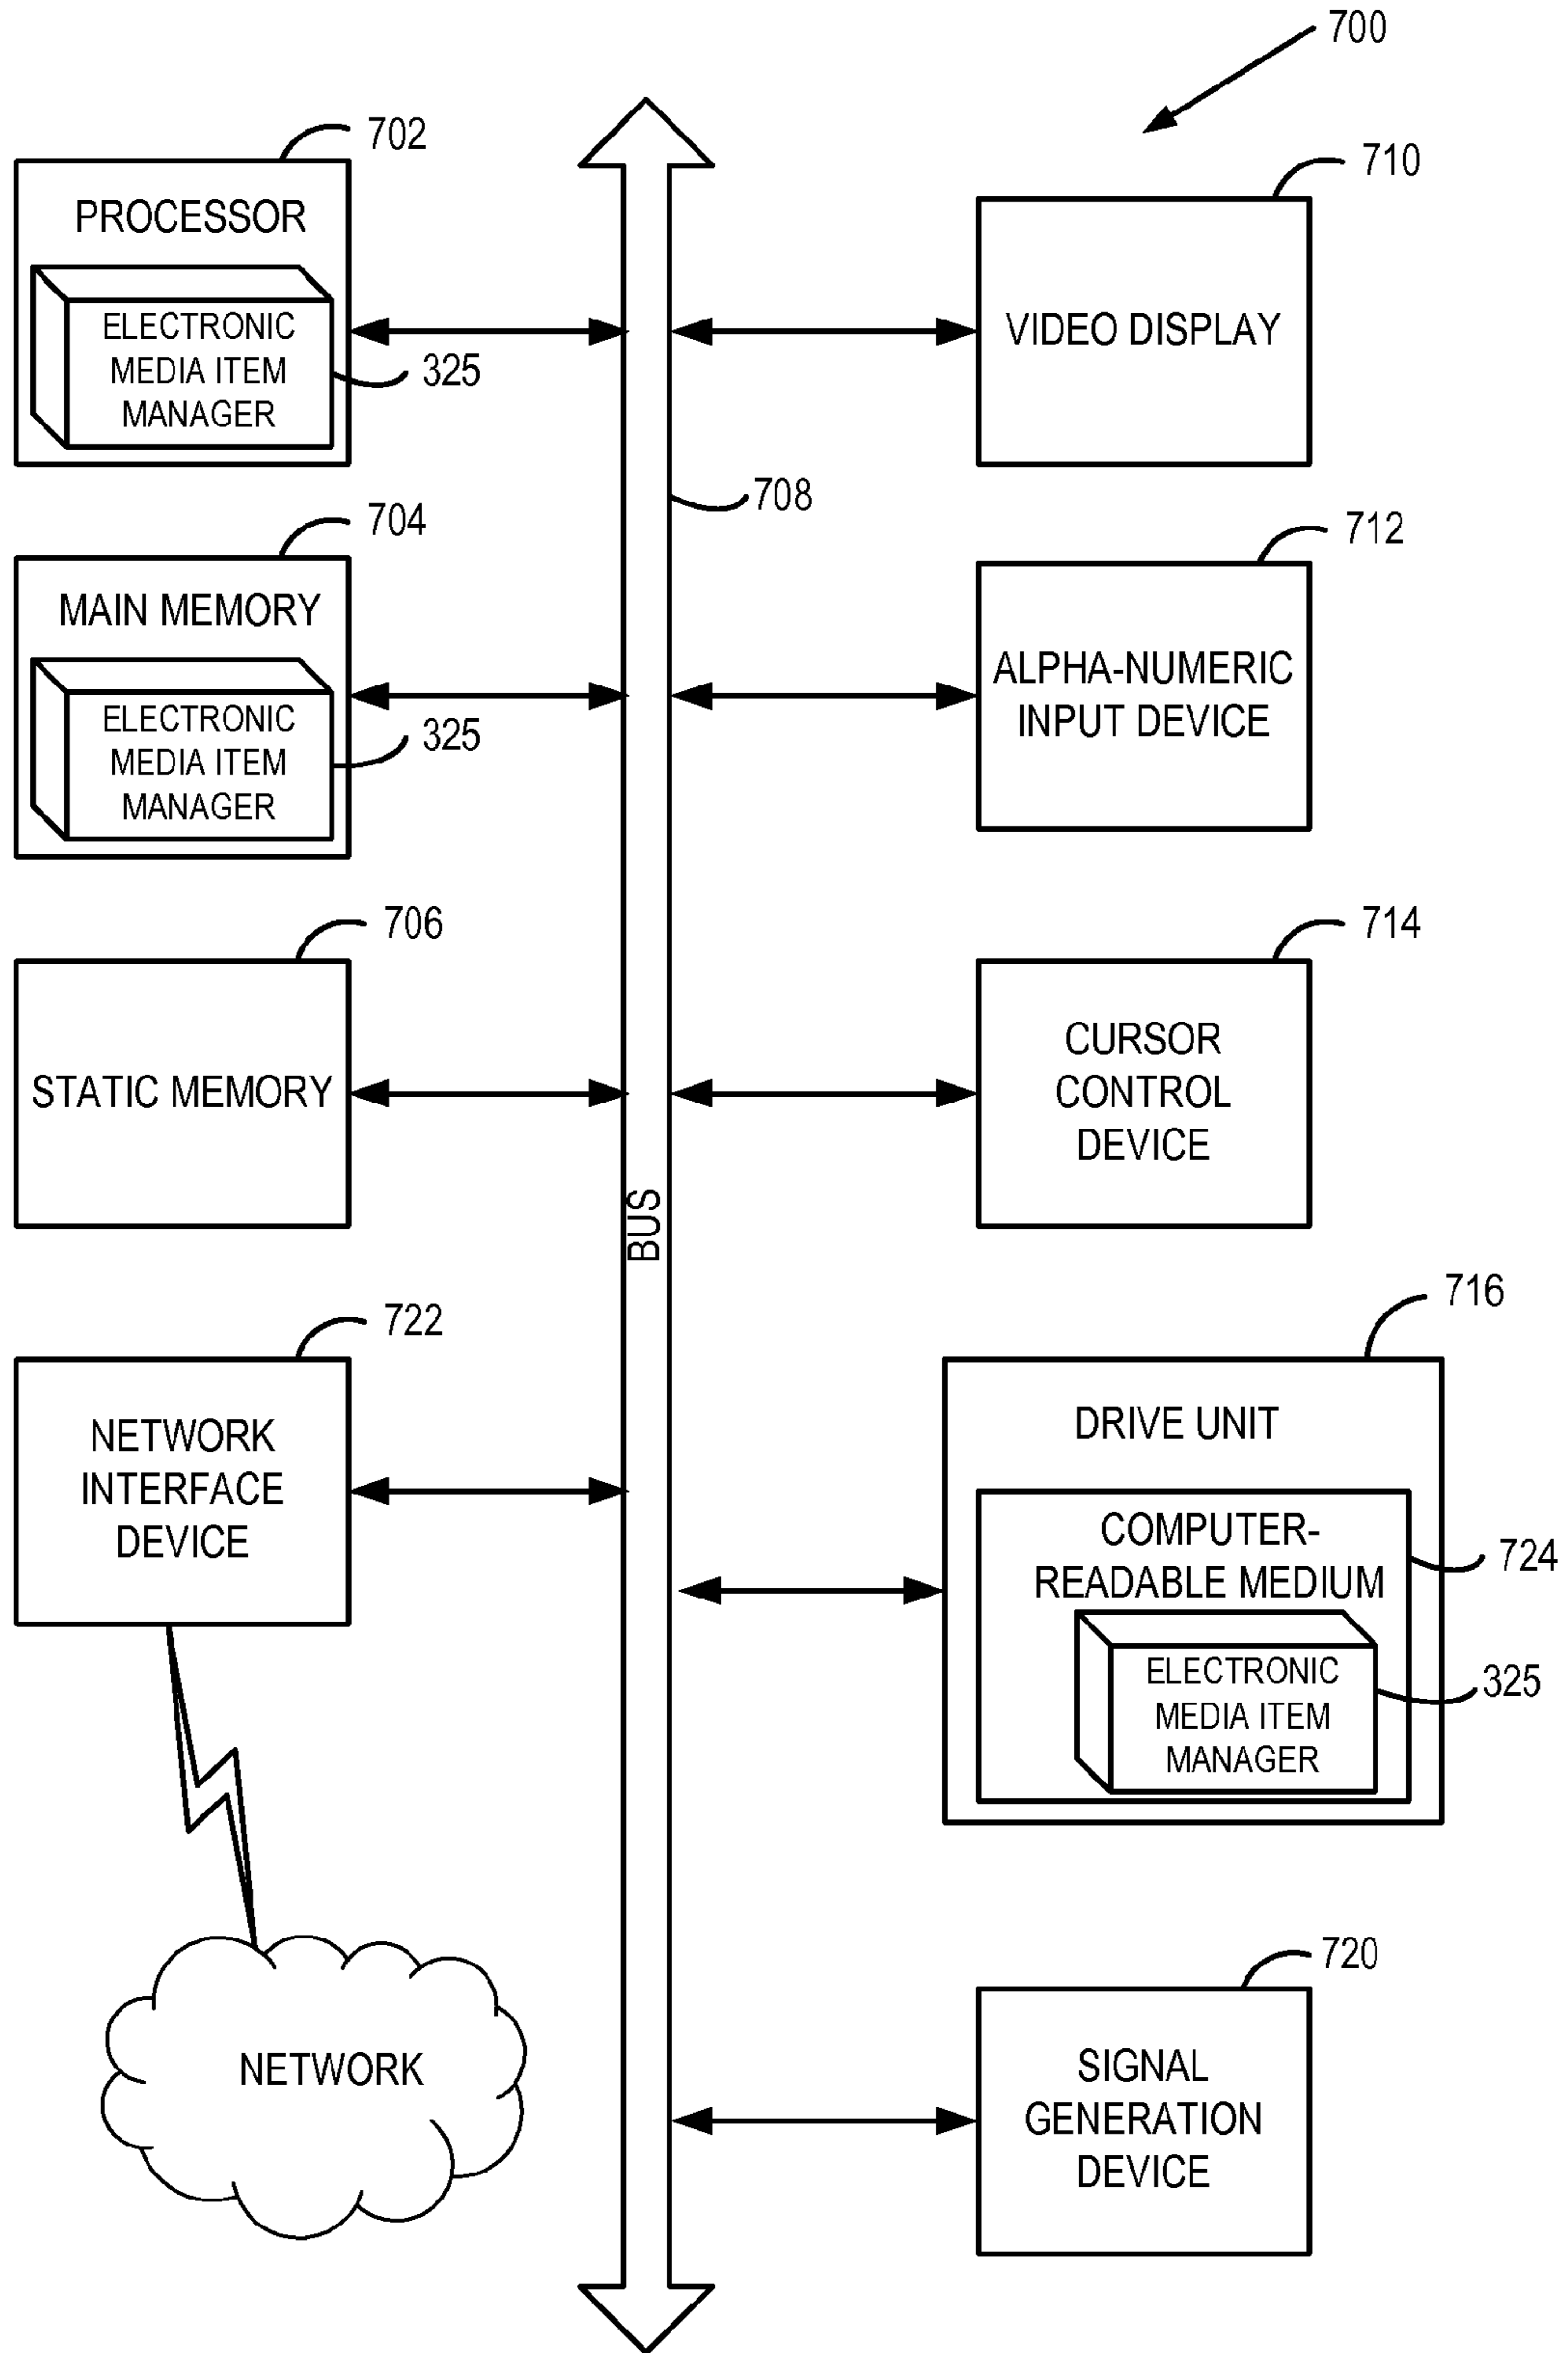 700
702
PROCESSOR
ELECTRONIC
MEDIA ITEM
MANAGER
325
710
VIDEO DISPLAY
708
704
MAIN MEMORY
ELECTRONIC
MEDIA ITEM
MANAGER
325
712
ALPHA-NUMERIC
INPUT DEVICE
706
STATIC MEMORY
714
CURSOR
CONTROL
DEVICE
BUS
722
NETWORK
INTERFACE
DEVICE
716
DRIVE UNIT
COMPUTER-
READABLE MEDIUM
724
ELECTRONIC
MEDIA ITEM
MANAGER
325
NETWORK
720
SIGNAL
GENERATION
DEVICE